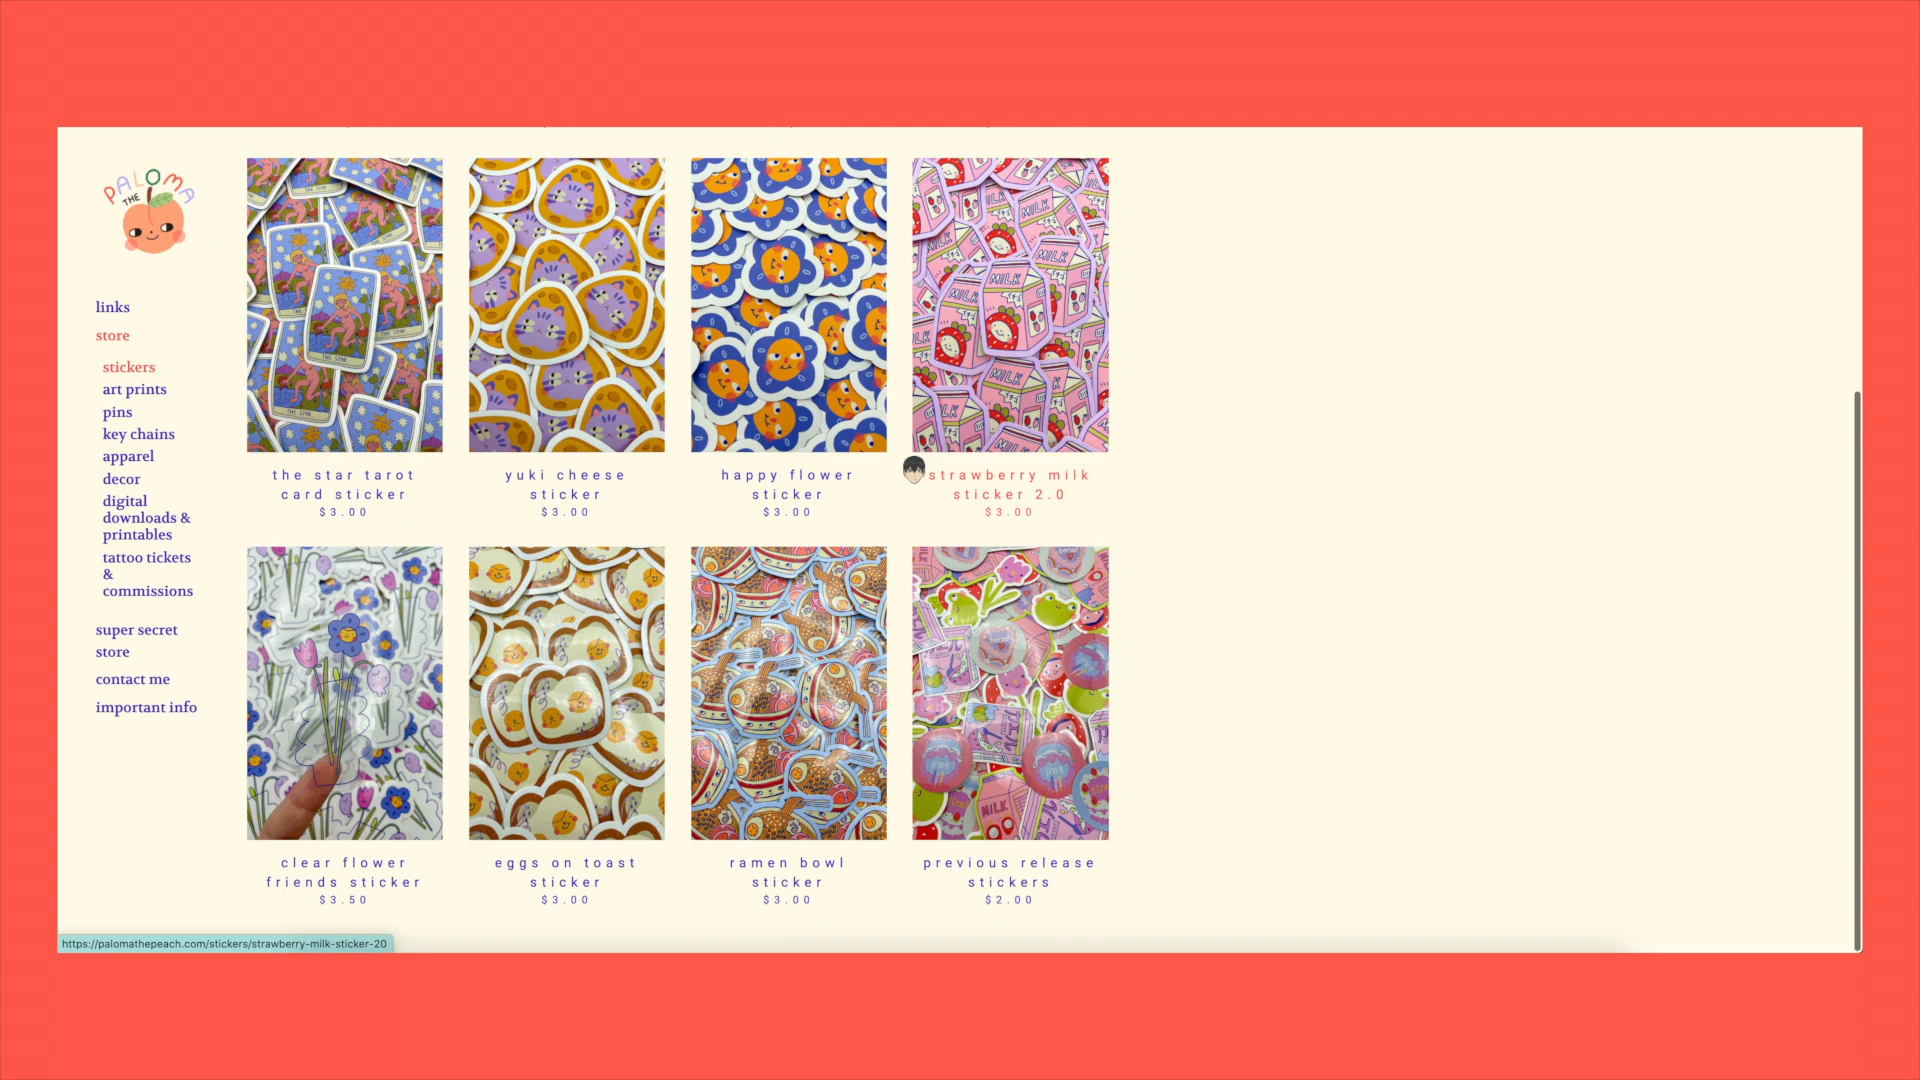 PALOMA
THE
links
store
stickers
art prints
pins
key chains
apparel
decor
digital
downloads &
printables
tattoo tickets
&
commissions
super secret
store
contact me
important info
THE STAR
MILK
the star tarot
card sticker
$3.00
yuki cheese
sticker
$3.00
happy flower
sticker
$3.00
strawberry milk
sticker 2.0
$3.00
MILK
clear flower
friends sticker
$3.50
eggs on toast
sticker
$3.00
ramen bowl
sticker
$3.00
previous release
stickers
$2.00
https://palomathepeach.com/stickers/strawberry-milk-sticker-20